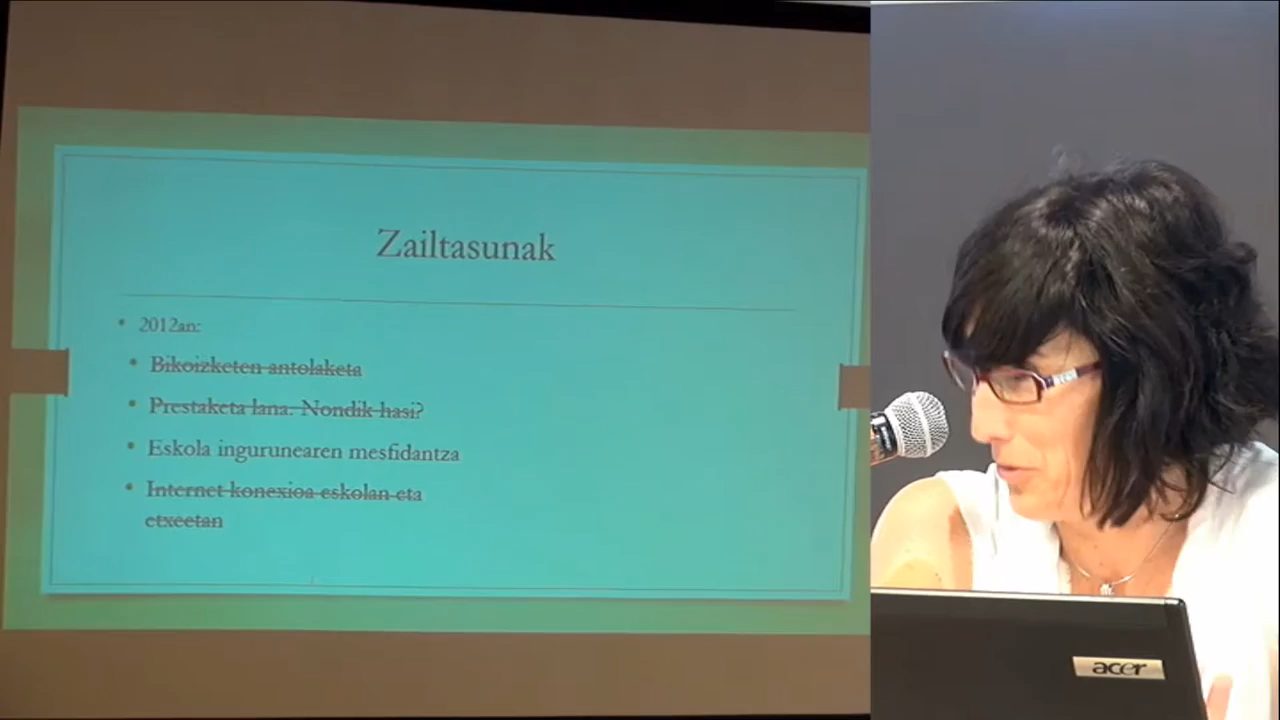 Zailtasunak
2012an:
Bikoizketen antolaketa
Prestaketa lana. Nondik hasi?
Eskola ingurunearen mesfidantza
Internet konexioa eskolan eta
etxeetan
acer